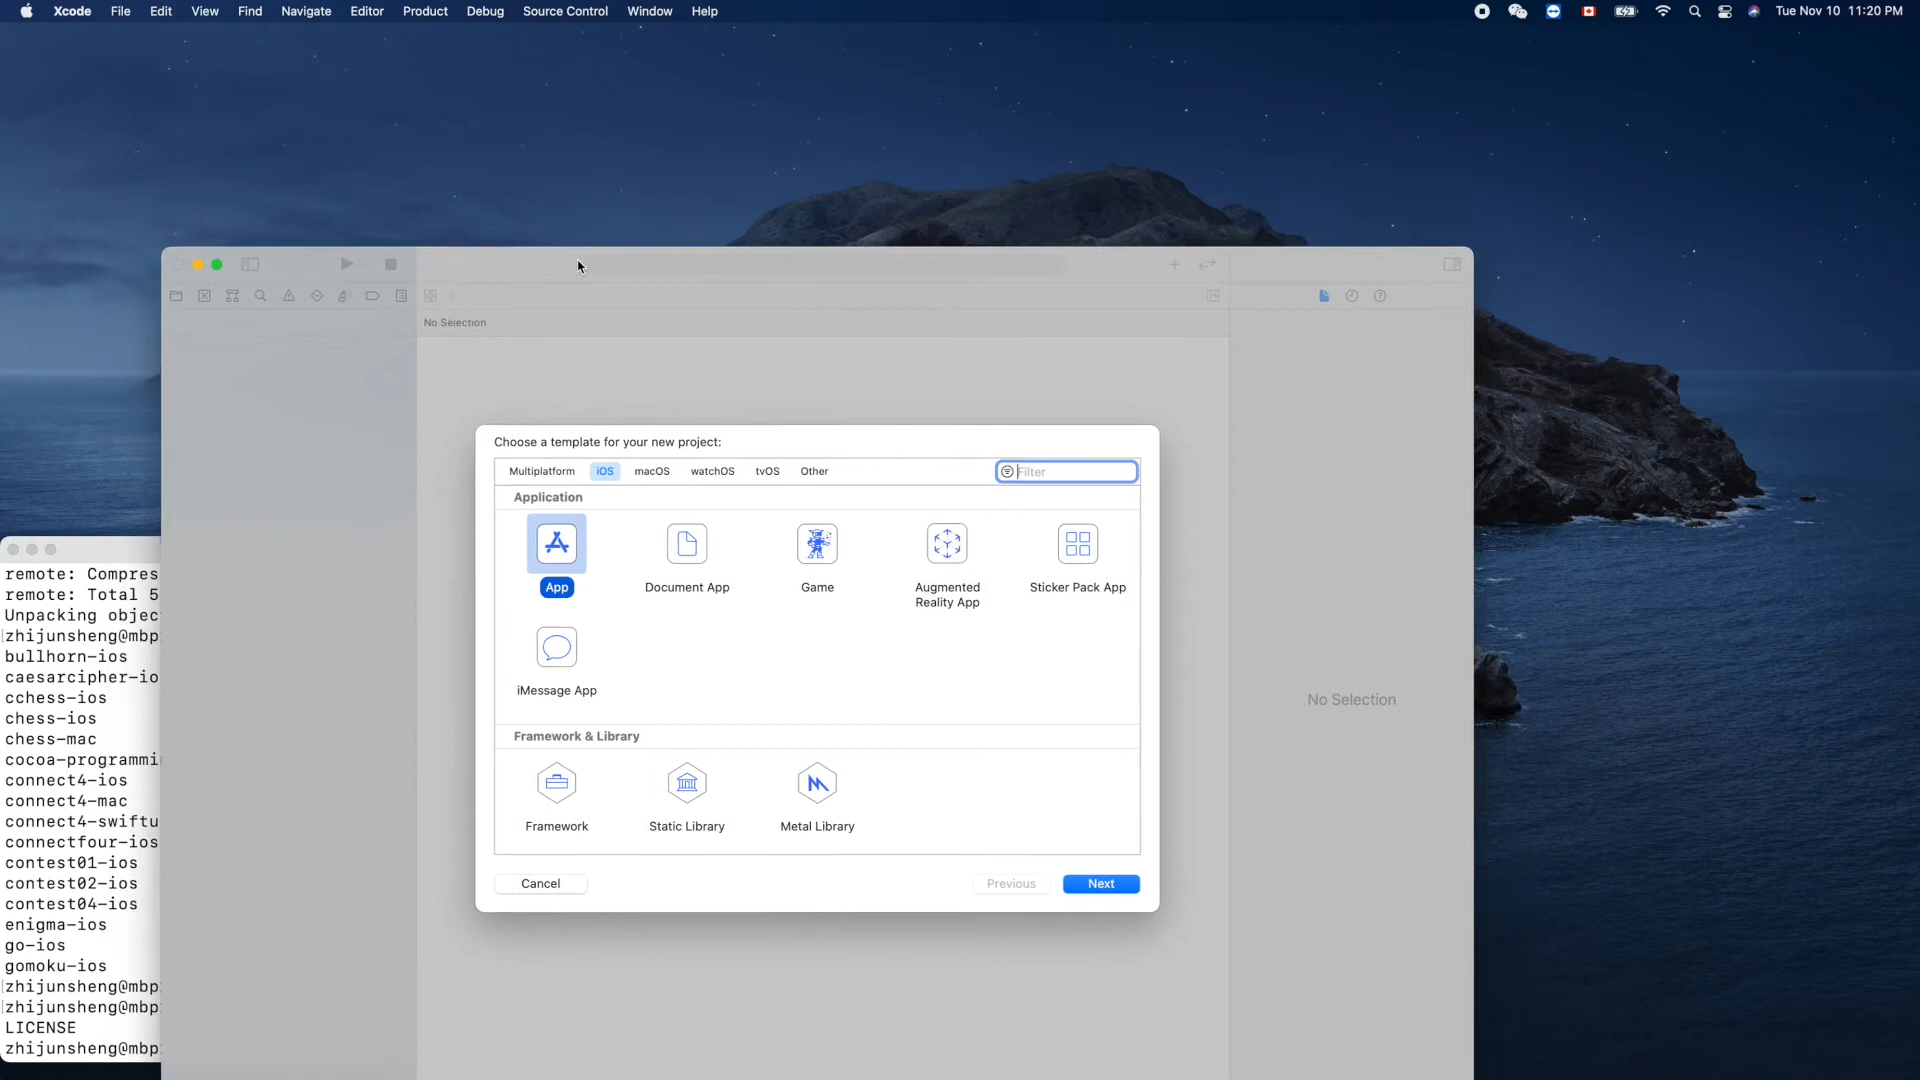 Xcode File Edit View Find Navigate Editor Product Debug Source Control Window Help
Tue Nov 10 11:20 PM
No Selection
Choose a template for your new project:
Multiplatform iOS macOS watchOS tvOS Other
Filter
Application
App
Document App
Game
Augmented
Reality App
Sticker Pack App
iMessage App
Framework & Library
Framework
Static Library
Metal Library
Cancel
Previous
Next
No Selection
remote: Compres
remote: Total 5
Unpacking objec
[zhijunsheng@mbp
bullhorn-ios
caesarcipher-io
cchess-ios
chess-ios
chess-mac
cocoa-programmi
connect4-ios
connect4-mac
connect4-swiftu
connectfour-ios
contest01-ios
contest02-ios
contest04-ios
enigma-ios
go-ios
gomoku-ios
[zhijunsheng@mbp
[zhijunsheng@mbp
LICENSE
zhijunsheng@mbp